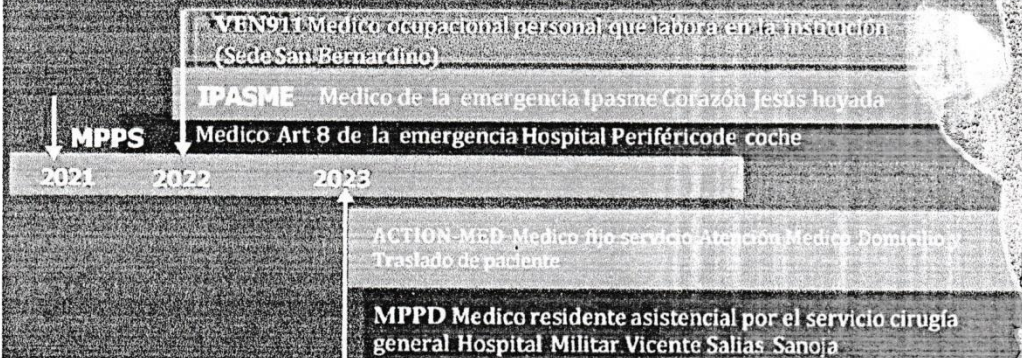 VEN911 Medico ocupacional personal que labora en la institución
(Sede San Bernardino)
IPASME Medico de la emergencia Ipasme Corazón Jesús hoyada
MPPS Medico Art 8 de la emergencia Hospital Periféricode coche
2021 2022 2023
ACTION-MED Medico fijo servicio Atención Medico Domicilio y
Traslado de paciente
MPPD Medico residente asistencial por el servicio cirugía
general Hospital Militar Vicente Salias Sanoja